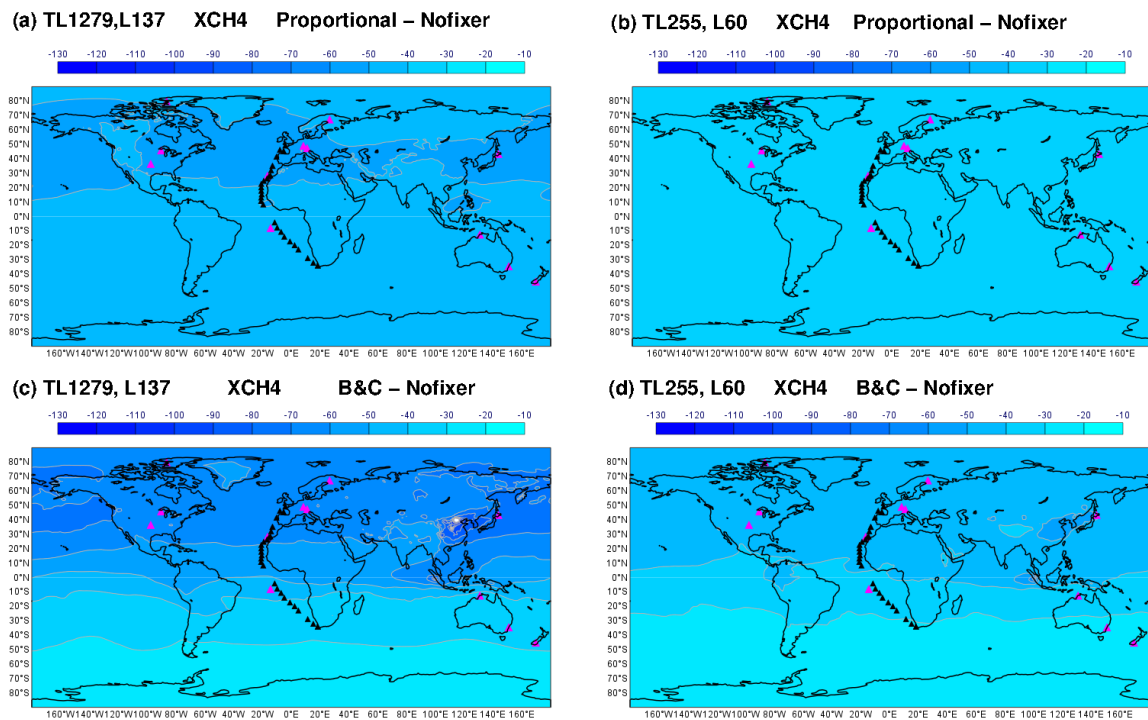 (a) TL1279,L137 XCH4 Proportional – Nofixer
-130 -120 -110 -100 -90 -80 -70 -60 -50 -40 -30 -20 -10
80°N
70°N
60°N
50°N
40°N
30°N
20°N
10°N
0°N
10°S
20°S
30°S
40°S
50°S
60°S
70°S
80°S
160°W140°W120°W100°W 80°W 60°W 40°W 20°W 0°E 20°E 40°E 60°E 80°E 100°E 120°E 140°E 160°E
(b) TL255, L60 XCH4 Proportional – Nofixer
-130 -120 -110 -100 -90 -80 -70 -60 -50 -40 -30 -20 -10
80°N
70°N
60°N
50°N
40°N
30°N
20°N
10°N
0°N
10°S
20°S
30°S
40°S
50°S
60°S
70°S
80°S
160°W140°W120°W100°W 80°W 60°W 40°W 20°W 0°E 20°E 40°E 60°E 80°E 100°E 120°E 140°E 160°E
(c) TL1279, L137 XCH4 B&C – Nofixer
-130 -120 -110 -100 -90 -80 -70 -60 -50 -40 -30 -20 -10
80°N
70°N
60°N
50°N
40°N
30°N
20°N
10°N
0°N
10°S
20°S
30°S
40°S
50°S
60°S
70°S
80°S
160°W140°W120°W100°W 80°W 60°W 40°W 20°W 0°E 20°E 40°E 60°E 80°E 100°E 120°E 140°E 160°E
(d) TL255, L60 XCH4 B&C – Nofixer
-130 -120 -110 -100 -90 -80 -70 -60 -50 -40 -30 -20 -10
80°N
70°N
60°N
50°N
40°N
30°N
20°N
10°N
0°N
10°S
20°S
30°S
40°S
50°S
60°S
70°S
80°S
160°W140°W120°W100°W 80°W 60°W 40°W 20°W 0°E 20°E 40°E 60°E 80°E 100°E 120°E 140°E 160°E